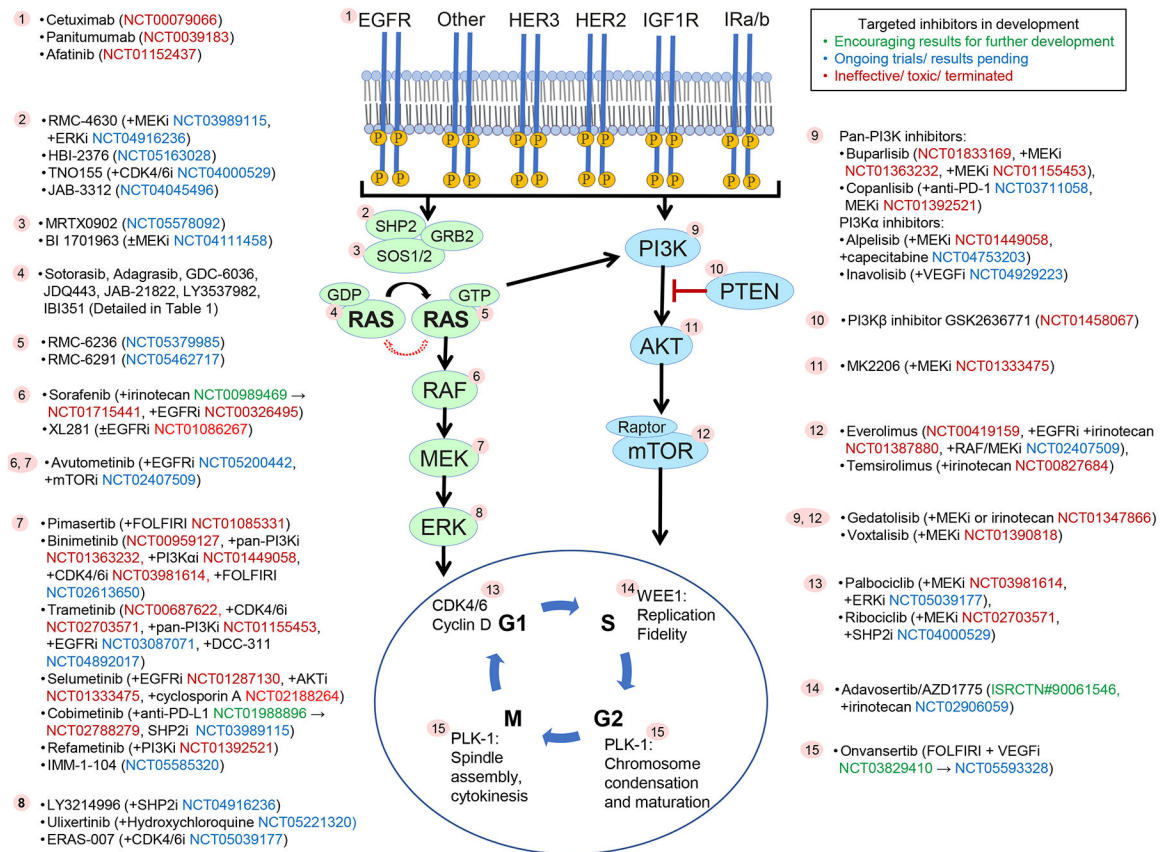 1 •Cetuximab (NCT00079066)
•Panitumumab (NCT0039183)
•Afatinib (NCT01152437)
2 •RMC-4630 (+MEKi NCT03989115,
+ERKi NCT04916236)
•HBI-2376 (NCT05163028)
•TNO155 (+CDK4/6i NCT04000529)
•JAB-3312 (NCT04045496)
3 •MRTX0902 (NCT05578092)
•BI 1701963 (±MEKi NCT04111458)
4 •Sotorasib, Adagrasib, GDC-6036,
JDQ443, JAB-21822, LY3537982,
IBI351 (Detailed in Table 1)
5 •RMC-6236 (NCT05379985)
•RMC-6291 (NCT05462717)
6 •Sorafenib (+irinotecan NCT00989469 →
NCT01715441, +EGFRi NCT00326495)
•XL281 (±EGFRi NCT01086267)
6, 7 •Avutometinib (+EGFRi NCT05200442,
+mTORi NCT02407509)
7 •Pimasertib (+FOLFIRI NCT01085331)
•Binimetinib (NCT00959127, +pan-PI3Ki
NCT01363232, +PI3Kαi NCT01449058,
+CDK4/6i NCT03981614, +FOLFIRI
NCT02613650)
•Trametinib (NCT00687622, +CDK4/6i
NCT02703571, +pan-PI3Ki NCT01155453,
+EGFRi NCT03087071, +DCC-311
NCT04892017)
•Selumetinib (+EGFRi NCT01287130, +AKTi
NCT01333475, +cyclosporin A NCT02188264)
•Cobimetinib (+anti-PD-L1 NCT01988896 →
NCT02788279, SHP2i NCT03989115)
•Refametinib (+PI3Ki NCT01392521)
•IMM-1-104 (NCT05585320)
8 •LY3214996 (+SHP2i NCT04916236)
•Ulixertinib (+Hydroxychloroquine NCT05221320)
•ERAS-007 (+CDK4/6i NCT05039177)
1 EGFR Other HER3 HER2 IGF1R IRa/b
P P P P P P P P P P P P
P P P P P P P P P P P P
2 SHP2
GRB2
3 SOS1/2
GDP
4 RAS
GTP
RAS 5
RAF 6
MEK 7
ERK 8
PI3K 9
10 PTEN
AKT 11
Raptor
mTOR 12
13
CDK4/6
Cyclin D
G1
S
14 WEE1:
Replication
Fidelity
M
15 PLK-1:
Spindle
assembly,
cytokinesis
G2
15
PLK-1:
Chromosome
condensation
and maturation
Targeted inhibitors in development
• Encouraging results for further development
• Ongoing trials/ results pending
• Ineffective/ toxic/ terminated
9 Pan-PI3K inhibitors:
•Buparlisib (NCT01833169, +MEKi
NCT01363232, +MEKi NCT01155453),
•Copanlisib (+anti-PD-1 NCT03711058,
MEKi NCT01392521)
PI3Kα inhibitors:
•Alpelisib (+MEKi NCT01449058,
+capecitabine NCT04753203)
•Inavolisib (+VEGFi NCT04929223)
10 •PI3Kβ inhibitor GSK2636771 (NCT01458067)
11 •MK2206 (+MEKi NCT01333475)
12 •Everolimus (NCT00419159, +EGFRi +irinotecan
NCT01387880, +RAF/MEKi NCT02407509),
•Temsirolimus (+irinotecan NCT00827684)
9, 12 •Gedatolisib (+MEKi or irinotecan NCT01347866)
•Voxtalisib (+MEKi NCT01390818)
13 •Palbociclib (+MEKi NCT03981614,
+ERKi NCT05039177),
•Ribociclib (+MEKi NCT02703571,
+SHP2i NCT04000529)
14 •Adavosertib/AZD1775 (ISRCTN#90061546,
+irinotecan NCT02906059)
15 •Onvansertib (FOLFIRI + VEGFi
NCT03829410 → NCT05593328)